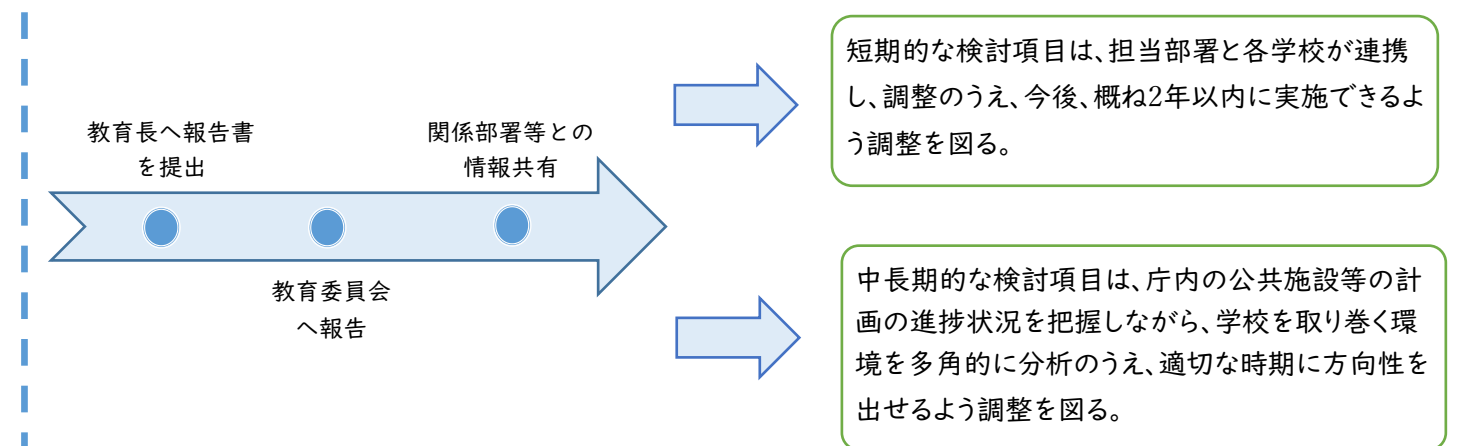 教育長へ報告書
を提出
教育委員会
へ報告
関係部署等との
情報共有
短期的な検討項目は、担当部署と各学校が連携
し、調整のうえ、今後、概ね2年以内に実施できるよ
う調整を図る。
中長期的な検討項目は、庁内の公共施設等の計
画の進捗状況を把握しながら、学校を取り巻く環
境を多角的に分析のうえ、適切な時期に方向性を
出せるよう調整を図る。